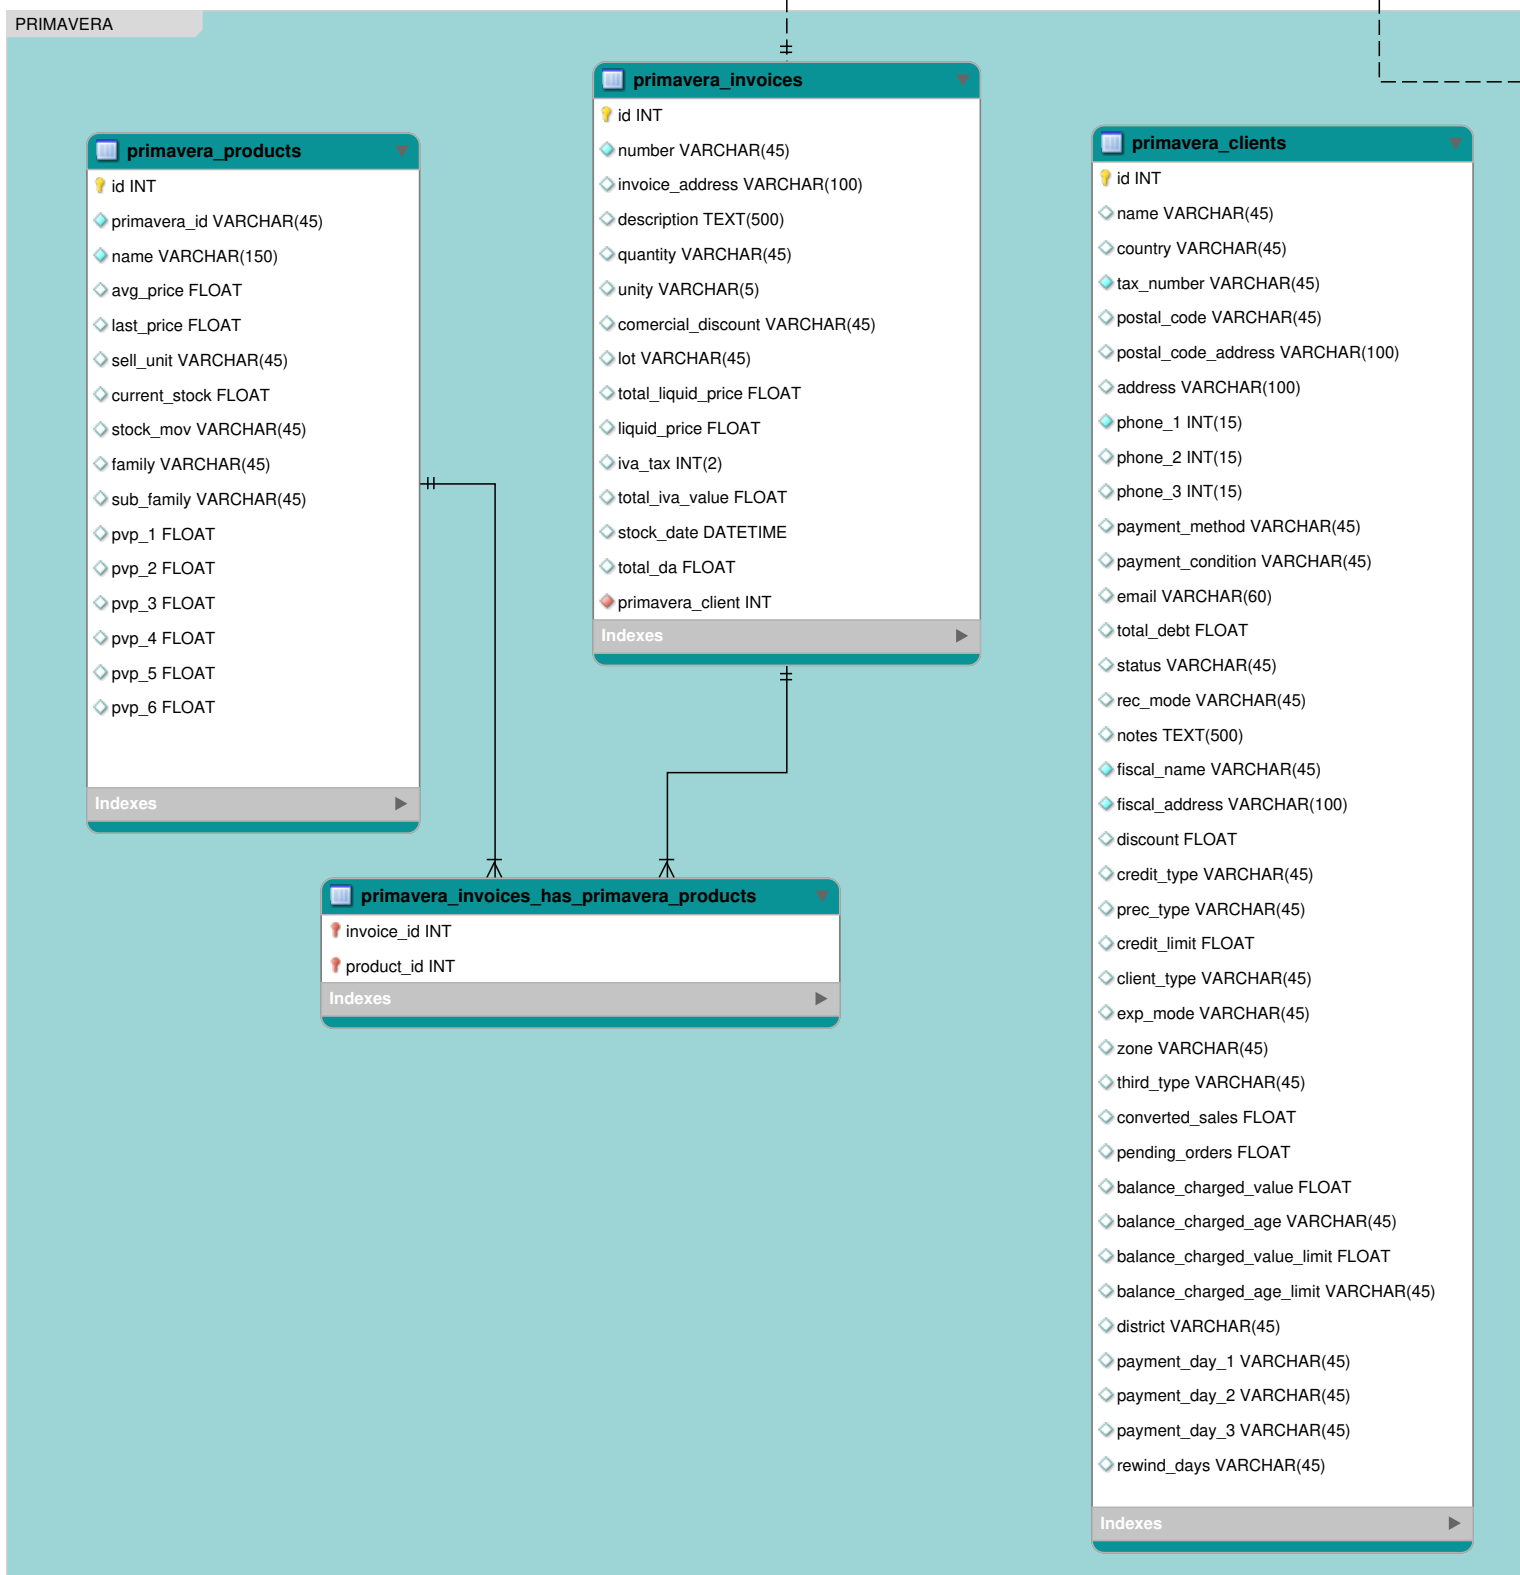 PRIMAVERA
primavera_products
id INT
primavera_id VARCHAR(45)
name VARCHAR(150)
avg_price FLOAT
last_price FLOAT
sell_unit VARCHAR(45)
current_stock FLOAT
stock_mov VARCHAR(45)
family VARCHAR(45)
sub_family VARCHAR(45)
pvp_1 FLOAT
pvp_2 FLOAT
pvp_3 FLOAT
pvp_4 FLOAT
pvp_5 FLOAT
pvp_6 FLOAT
Indexes
primavera_invoices
id INT
number VARCHAR(45)
invoice_address VARCHAR(100)
description TEXT(500)
quantity VARCHAR(45)
unity VARCHAR(5)
comercial_discount VARCHAR(45)
lot VARCHAR(45)
total_liquid_price FLOAT
liquid_price FLOAT
iva_tax INT(2)
total_iva_value FLOAT
stock_date DATETIME
total_da FLOAT
primavera_client INT
Indexes
primavera_invoices_has_primavera_products
invoice_id INT
product_id INT
Indexes
primavera_clients
id INT
name VARCHAR(45)
country VARCHAR(45)
tax_number VARCHAR(45)
postal_code VARCHAR(45)
postal_code_address VARCHAR(100)
address VARCHAR(100)
phone_1 INT(15)
phone_2 INT(15)
phone_3 INT(15)
payment_method VARCHAR(45)
payment_condition VARCHAR(45)
email VARCHAR(60)
total_debt FLOAT
status VARCHAR(45)
rec_mode VARCHAR(45)
notes TEXT(500)
fiscal_name VARCHAR(45)
fiscal_address VARCHAR(100)
discount FLOAT
credit_type VARCHAR(45)
prec_type VARCHAR(45)
credit_limit FLOAT
client_type VARCHAR(45)
exp_mode VARCHAR(45)
zone VARCHAR(45)
third_type VARCHAR(45)
converted_sales FLOAT
pending_orders FLOAT
balance_charged_value FLOAT
balance_charged_age VARCHAR(45)
balance_charged_value_limit FLOAT
balance_charged_age_limit VARCHAR(45)
district VARCHAR(45)
payment_day_1 VARCHAR(45)
payment_day_2 VARCHAR(45)
payment_day_3 VARCHAR(45)
rewind_days VARCHAR(45)
Indexes